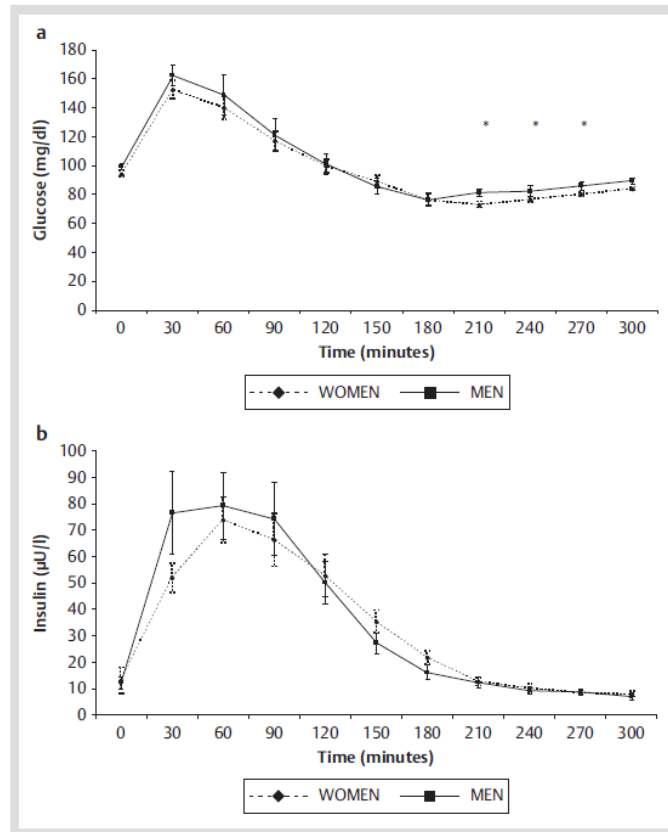 a
180
160
140
120
100
80
60
40
20
0
Glucose (mg/dl)
* * *
0 30 60 90 120 150 180 210 240 270 300
Time (minutes)
WOMEN MEN
b
100
90
80
70
60
50
40
30
20
10
0
Insulin (µU/l)
0 30 60 90 120 150 180 210 240 270 300
Time (minutes)
WOMEN MEN